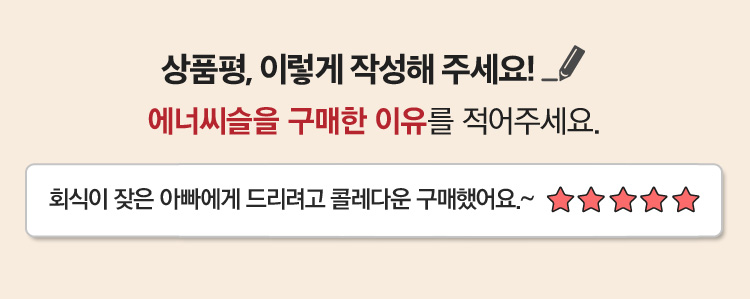 상품평, 이렇게 작성해 주세요!
에너씨슬을 구매한 이유를 적어주세요.
회식이 잦은 아빠에게 드리려고 콜레다운 구매했어요.~